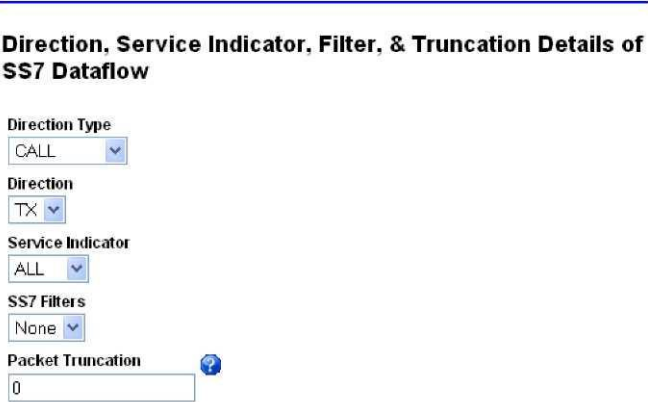 Direction, Service Indicator, Filter, & Truncation Details of
SS7 Dataflow
Direction Type
CALL
Direction
TX
Service Indicator
ALL
SS7 Filters
None
Packet Truncation
?
0